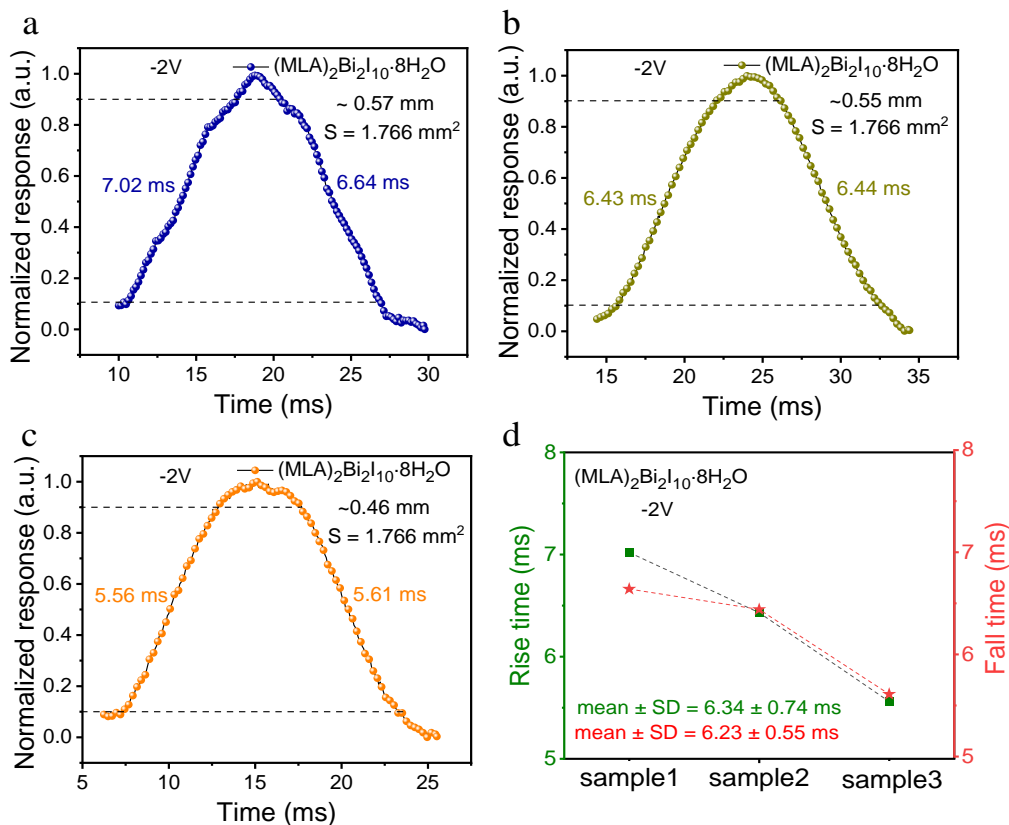 a
Normalized response (a.u.)
1.0
0.8
0.6
0.4
0.2
0.0
-2V
(MLA)₂Bi₂I₁₀·8H₂O
~ 0.57 mm
S = 1.766 mm²
7.02 ms
6.64 ms
10 15 20 25 30
Time (ms)
b
Normalized response (a.u.)
1.0
0.8
0.6
0.4
0.2
0.0
-2V
(MLA)₂Bi₂I₁₀·8H₂O
~0.55 mm
S = 1.766 mm²
6.43 ms
6.44 ms
15 20 25 30 35
Time (ms)
c
Normalized response (a.u.)
1.0
0.8
0.6
0.4
0.2
0.0
-2V
(MLA)₂Bi₂I₁₀·8H₂O
~0.46 mm
S = 1.766 mm²
5.56 ms
5.61 ms
5 10 15 20 25
Time (ms)
d
Rise time (ms)
8
7
6
5
(MLA)₂Bi₂I₁₀·8H₂O
-2V
mean ± SD = 6.34 ± 0.74 ms
mean ± SD = 6.23 ± 0.55 ms
sample1 sample2 sample3
8
7
6
5
Fall time (ms)